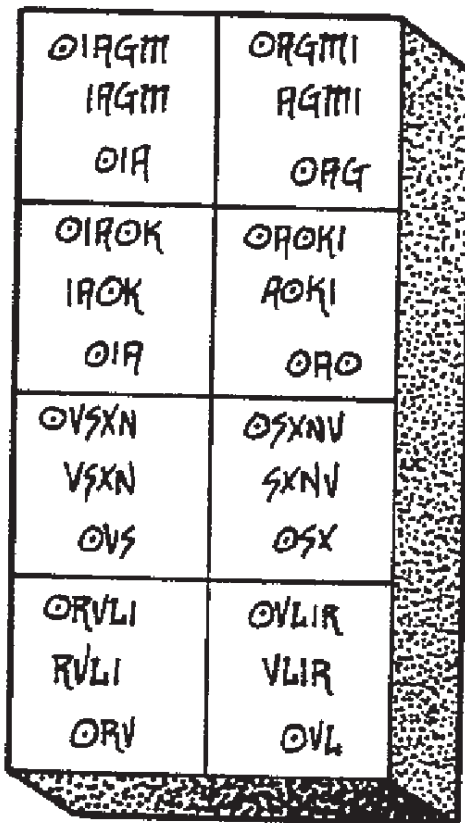 OIAGM
IAGM
OIA
OAGMI
AGMI
OAG
OIAOK
IAOK
OIA
OAOKI
AOKI
OAO
OVSXN
VSXN
OVS
OSXNV
SXNV
OSX
ORVLI
RVLI
ORV
OVLIR
VLIR
OVL